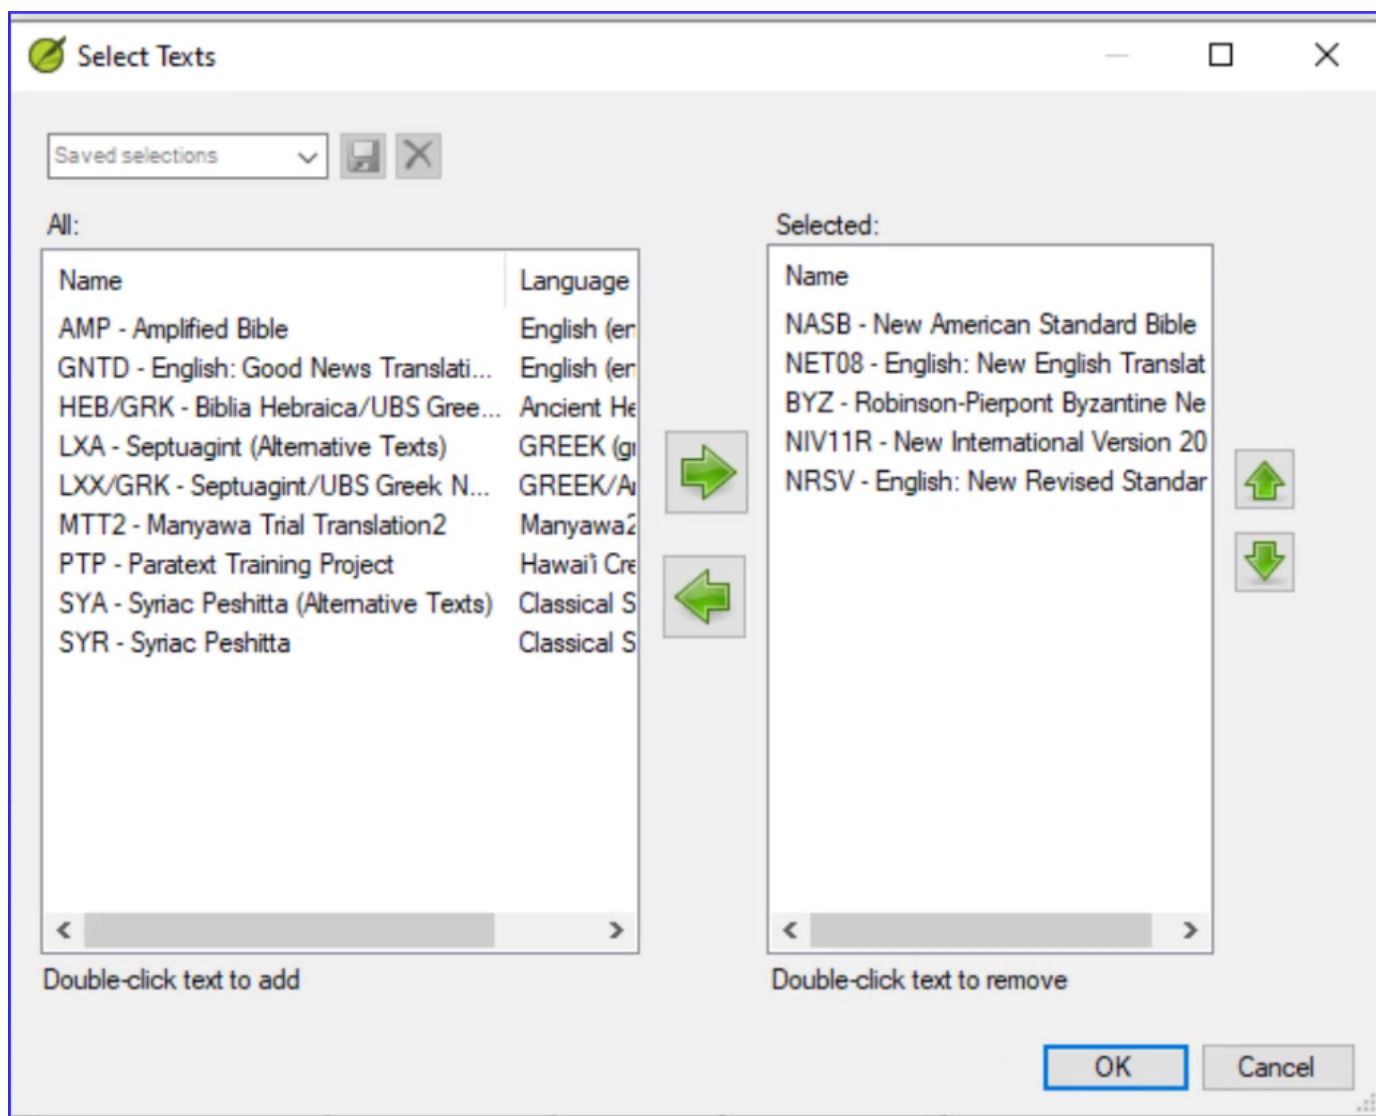 Select Texts
Saved selections
All:
Name Language
AMP - Amplified Bible English (en
GNTD - English: Good News Translati... English (en
HEB/GRK - Biblia Hebraica/UBS Gree... Ancient He
LXA - Septuagint (Alternative Texts) GREEK (g
LXX/GRK - Septuagint/UBS Greek N... GREEK/A
MTT2 - Manyawa Trial Translation2 Manyawa2
PTP - Paratext Training Project Hawai'i Cre
SYA - Syriac Peshitta (Alternative Texts) Classical S
SYR - Syriac Peshitta Classical S
Double-click text to add
Selected:
Name
NASB - New American Standard Bible
NET08 - English: New English Translat
BYZ - Robinson-Pierpont Byzantine Ne
NIV11R - New International Version 20
NRSV - English: New Revised Standar
Double-click text to remove
OK Cancel